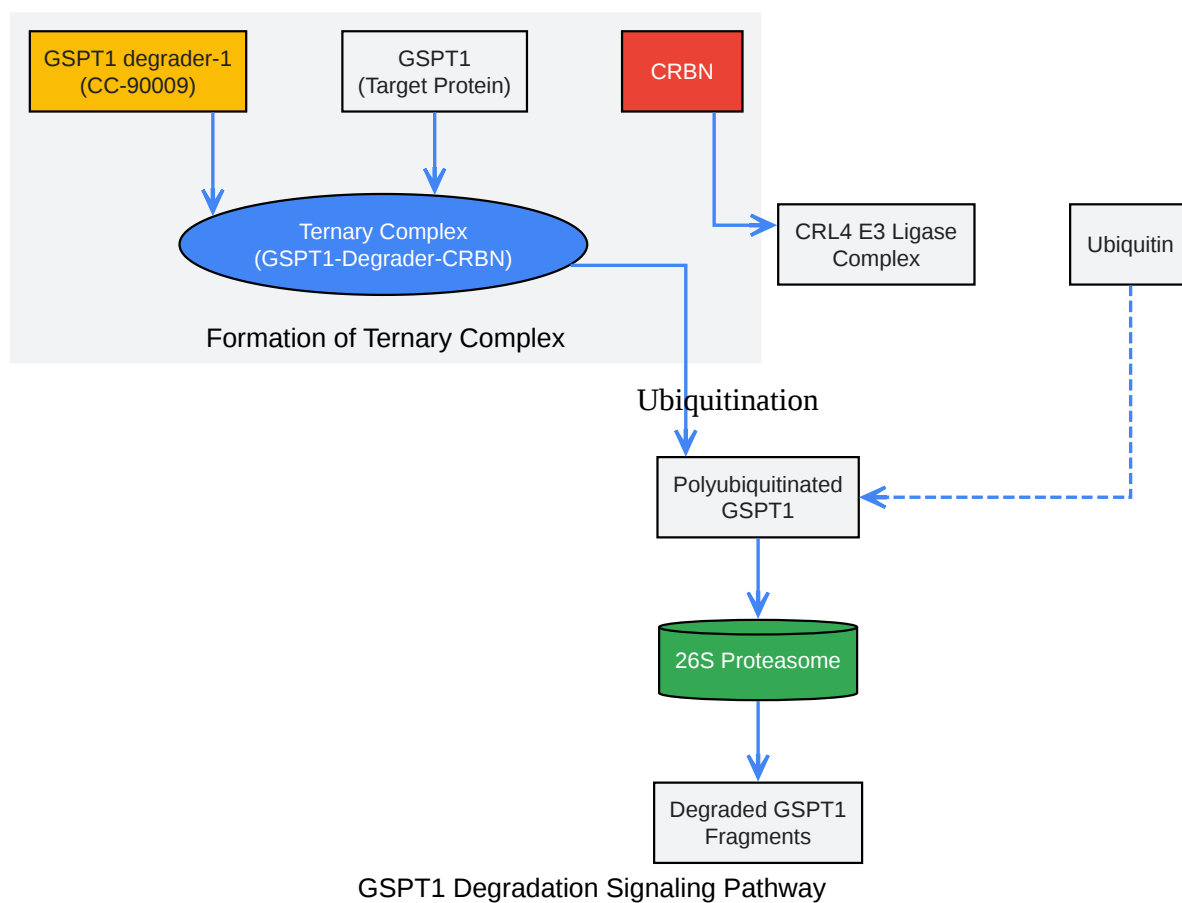 GSPT1 degrader-1
(CC-90009)
GSPT1
(Target Protein)
CRBN
Ternary Complex
(GSPT1-Degrader-CRBN)
CRL4 E3 Ligase
Complex
Ubiquitin
Formation of Ternary Complex
Ubiquitination
Polyubiquitinated
GSPT1
26S Proteasome
Degraded GSPT1
Fragments
GSPT1 Degradation Signaling Pathway